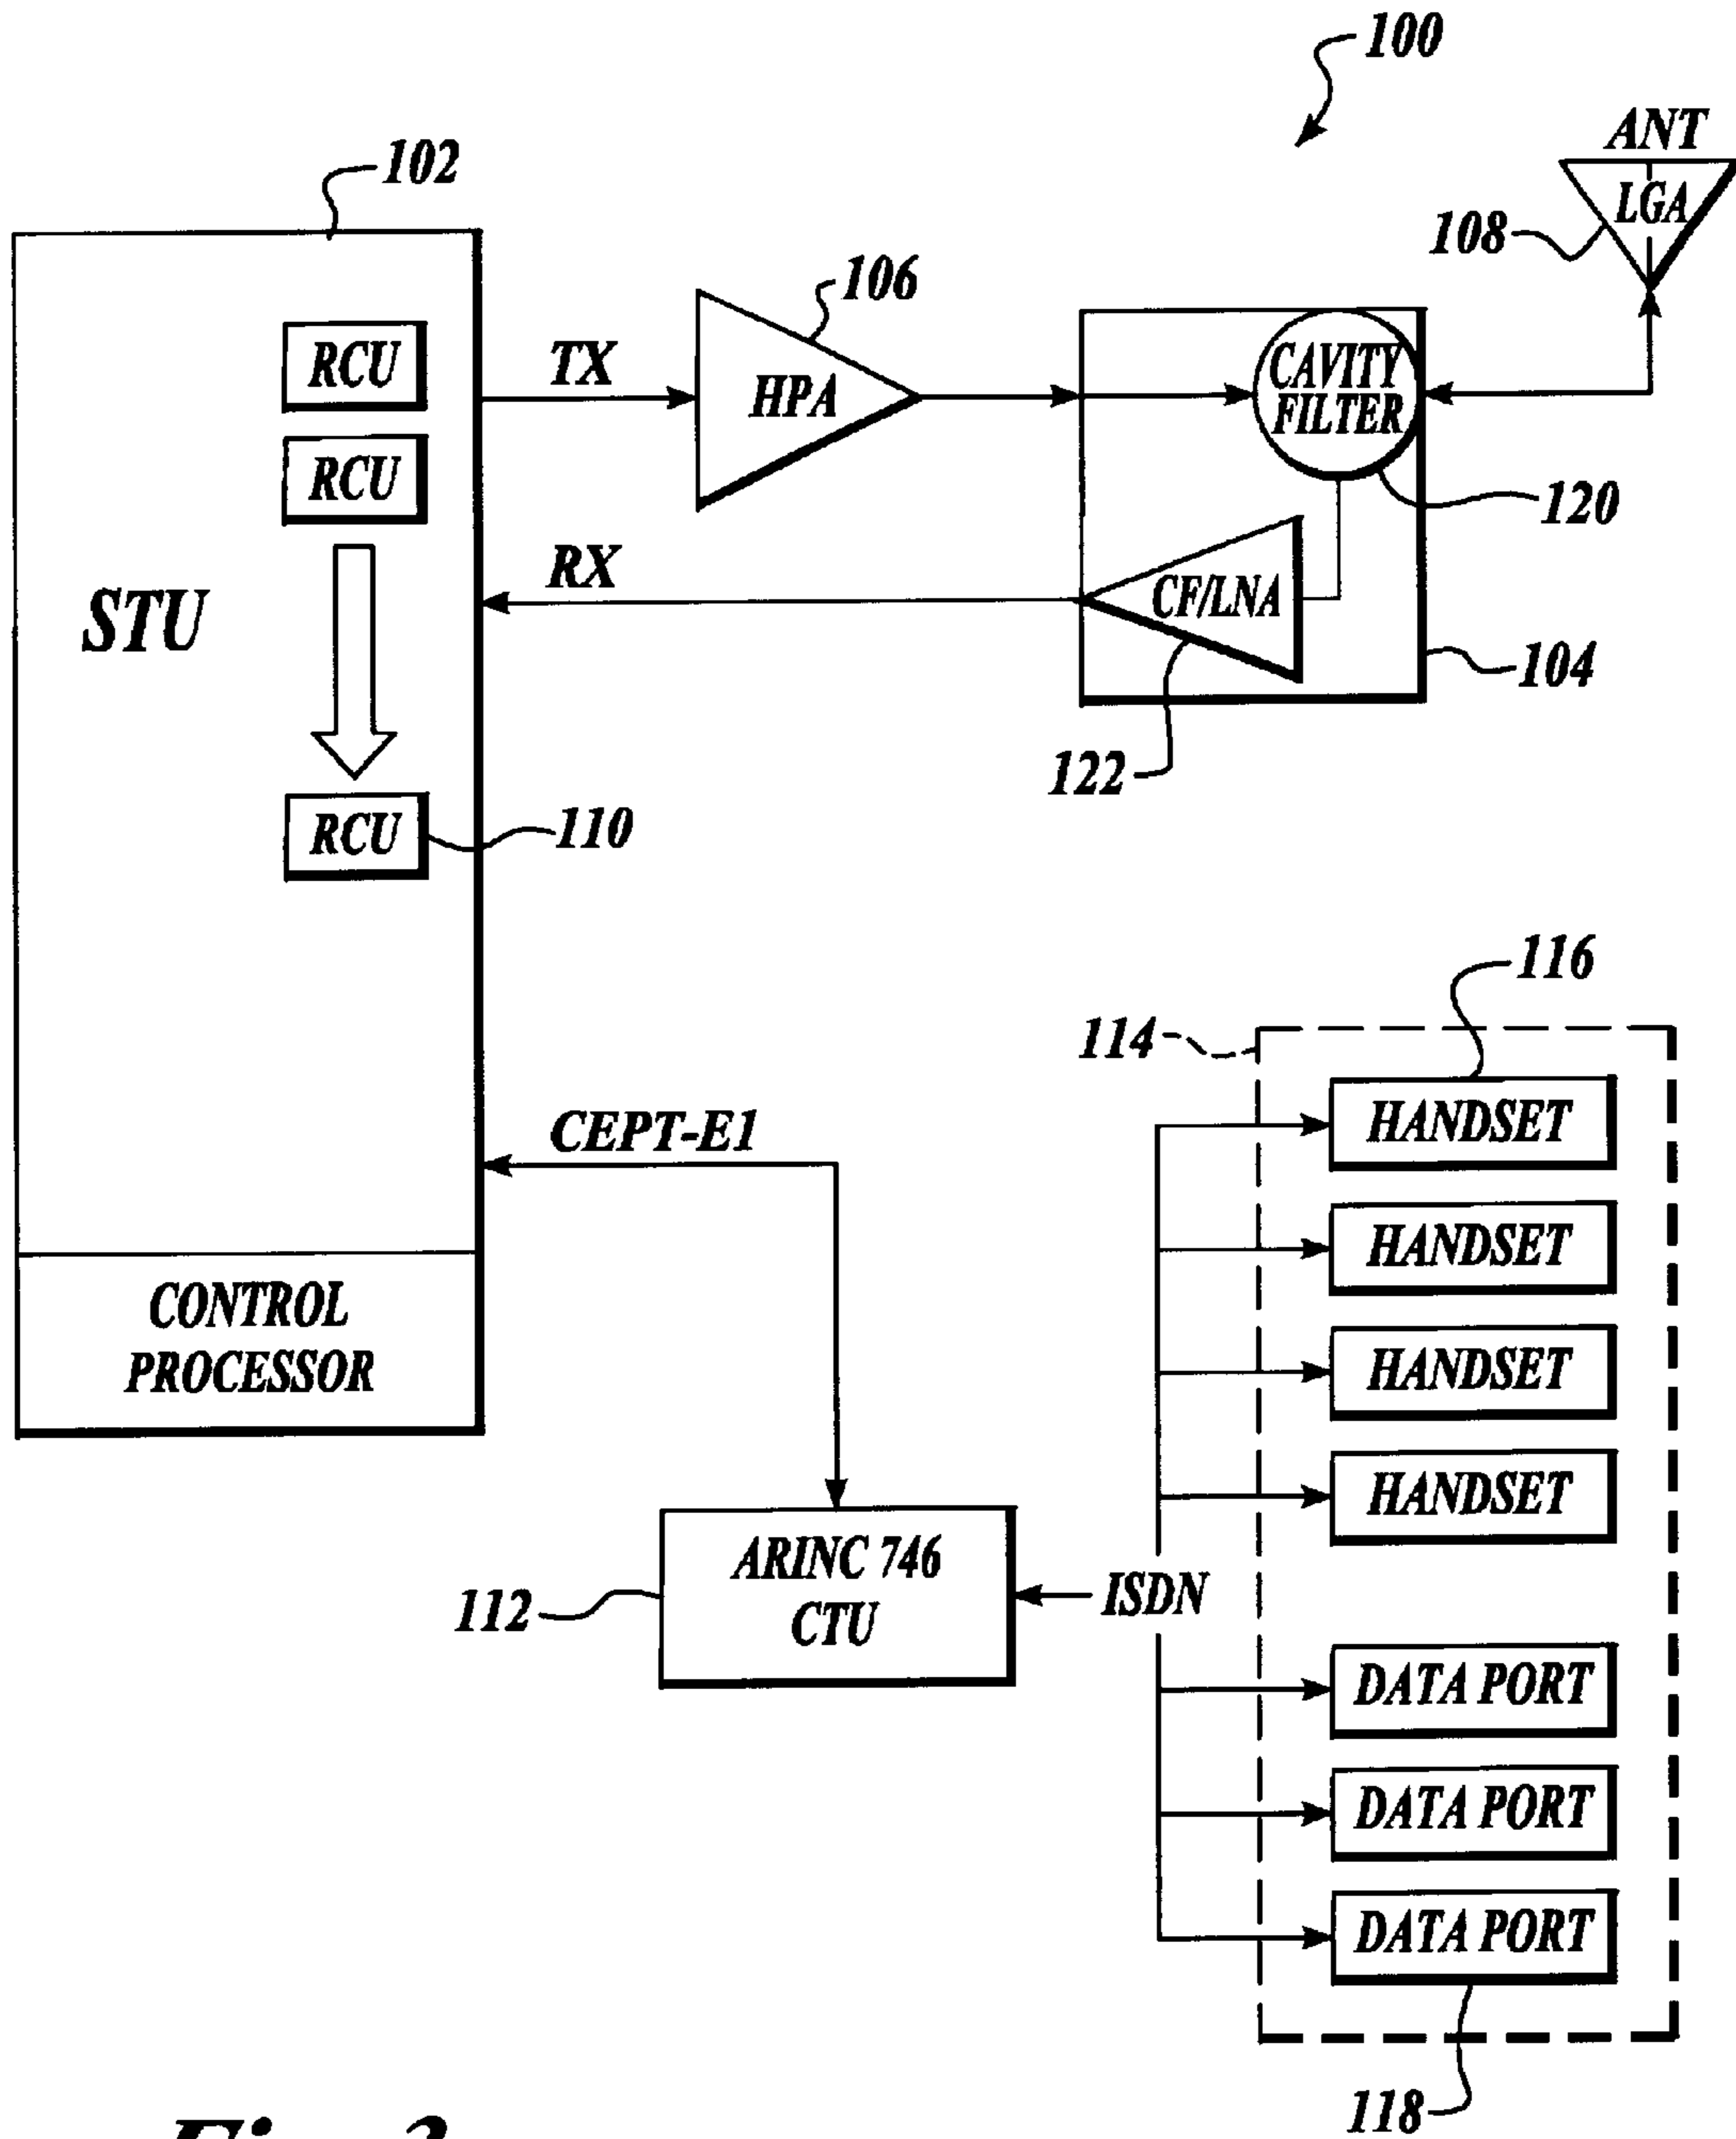 100
ANT
LGA
108
102
106
RCU
TX
HPA
CAVITY
FILTER
RCU
120
RX
STU
CF/LNA
104
122
RCU
110
116
114
HANDSET
CEPT-E1
HANDSET
CONTROL
PROCESSOR
HANDSET
HANDSET
ARINC 746
CTU
112
ISDN
DATA PORT
DATA PORT
DATA PORT
118